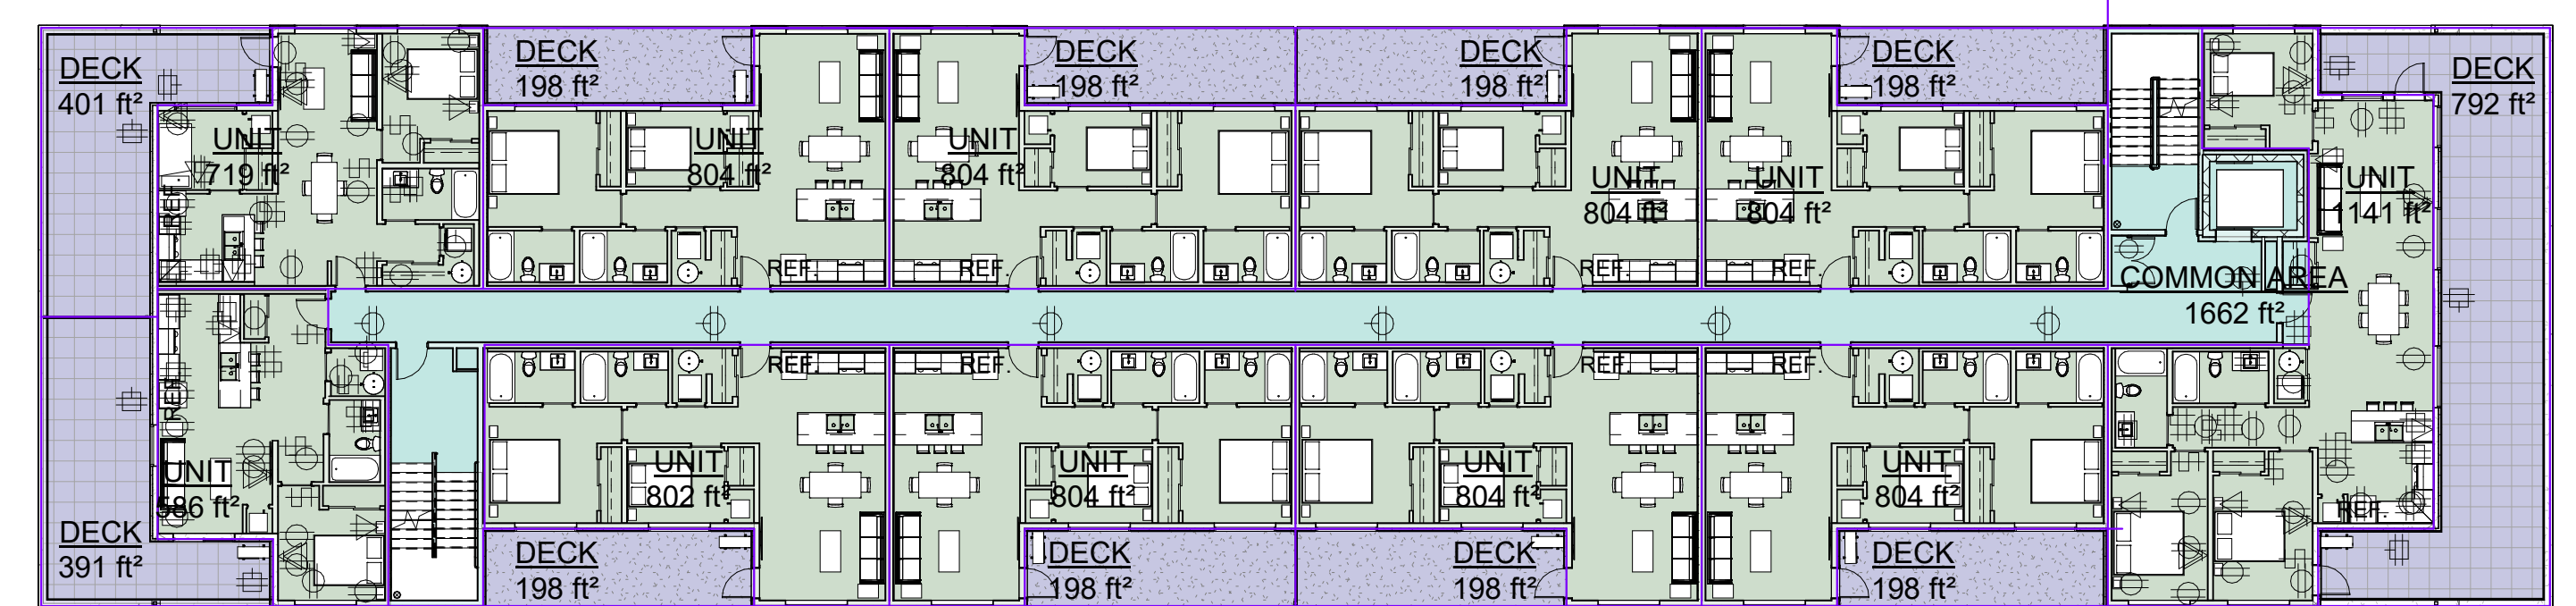 DECK
401 ft²
UNIT
719 ft²
REF.
DECK
198 ft²
UNIT
804 ft²
REF.
UNIT
804 ft²
REF.
DECK
198 ft²
DECK
198 ft²
UNIT
804 ft²
REF.
UNIT
804 ft²
REF.
DECK
198 ft²
UNIT
1141 ft²
DECK
792 ft²
COMMON AREA
1662 ft²
REF.
UNIT
586 ft²
DECK
391 ft²
REF.
UNIT
802 ft²
DECK
198 ft²
REF.
UNIT
804 ft²
DECK
198 ft²
REF.
UNIT
804 ft²
DECK
198 ft²
REF.
UNIT
804 ft²
DECK
198 ft²
REF.